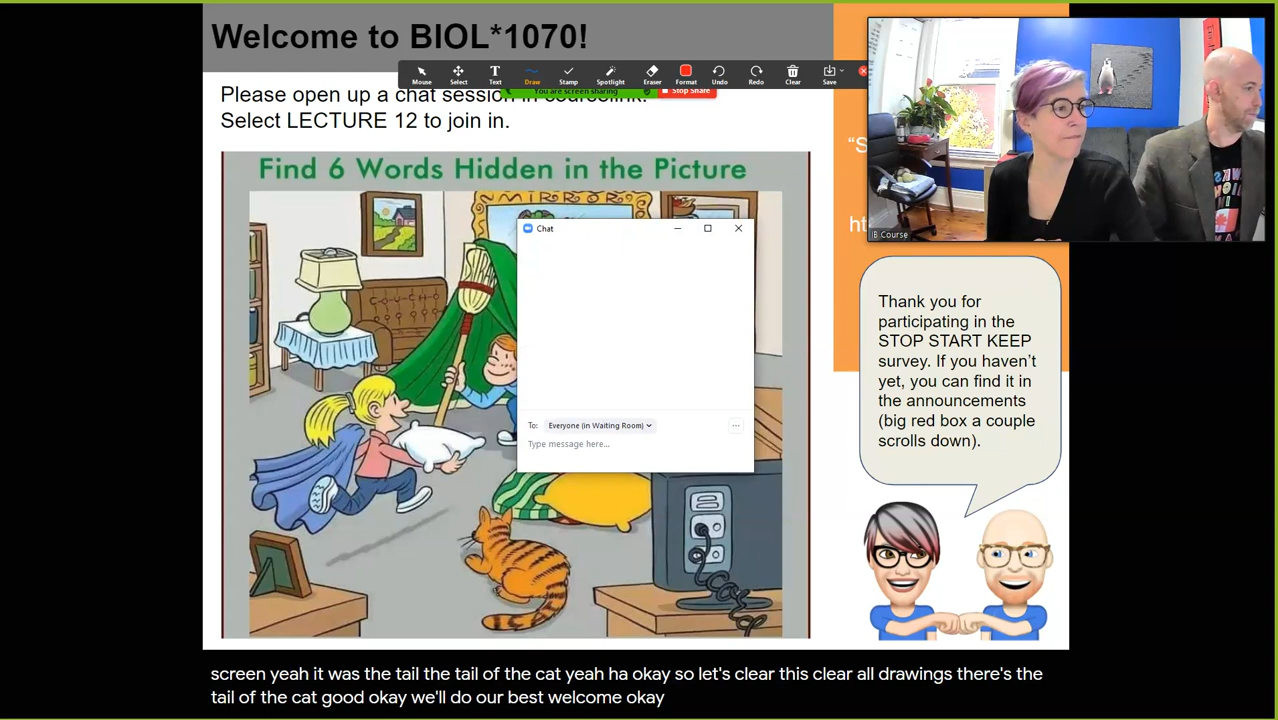 Welcome to BIOL*1070!
Mouse
Select
Text
Draw
Stamp
Spotlight
Eraser
Format
Undo
Redo
Clear
Save
You are screen sharing
Stop Share
Please open up a chat session in courselink.
Select LECTURE 12 to join in.
Find 6 Words Hidden in the Picture
MIRROR
COUCH
Chat
To: Everyone (in Waiting Room)
Type message here...
"S
ht
B Course
Thank you for
participating in the
STOP START KEEP
survey. If you haven't
yet, you can find it in
the announcements
(big red box a couple
scrolls down).
screen yeah it was the tail the tail of the cat yeah ha okay so let's clear this clear all drawings there's the
tail of the cat good okay we'll do our best welcome okay